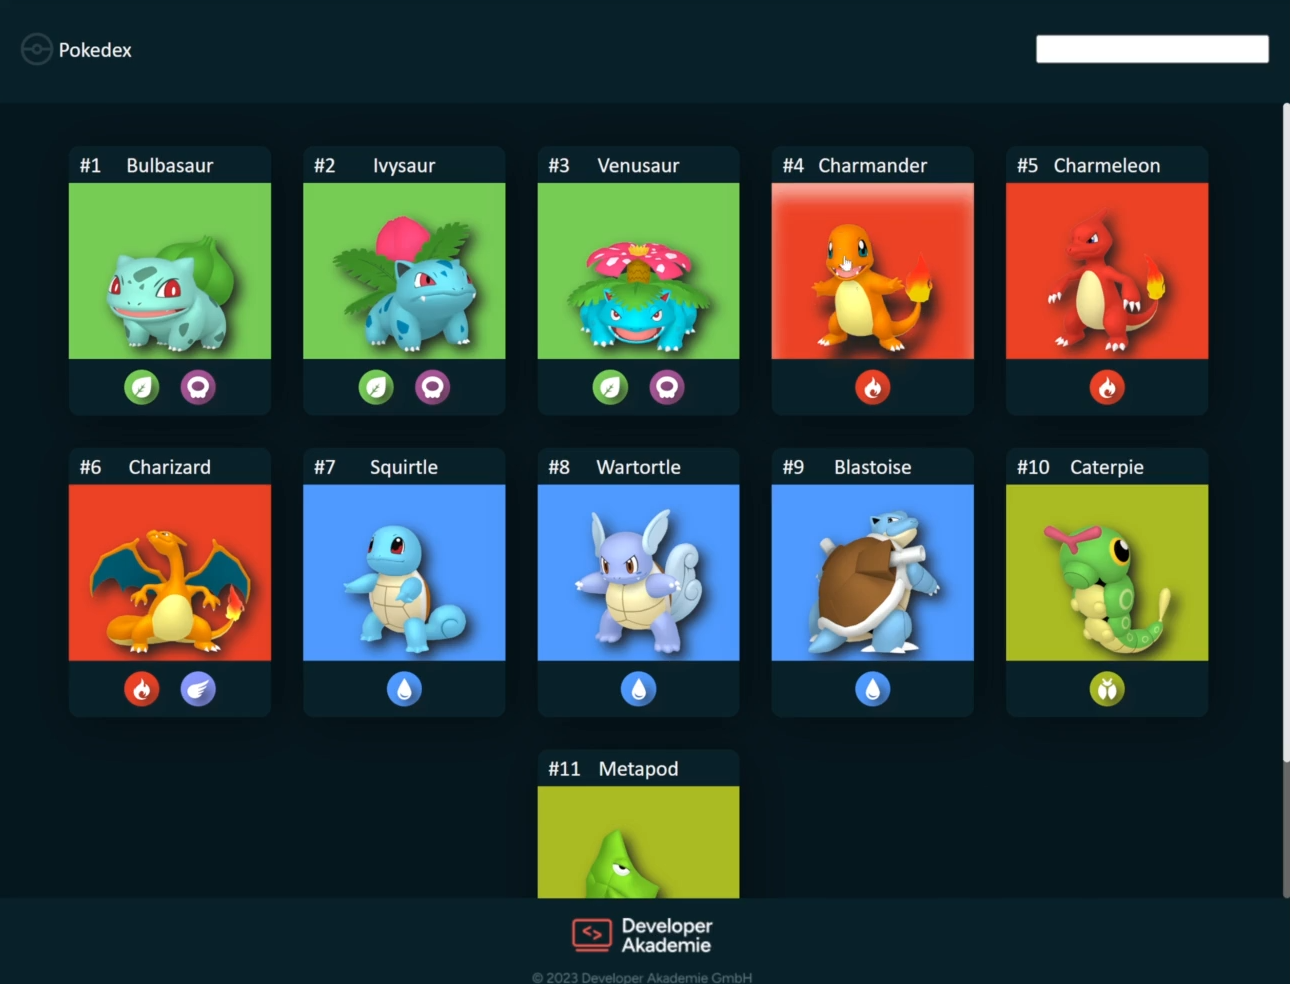 Pokedex
#1 Bulbasaur
#2 Ivysaur
#3 Venusaur
#4 Charmander
#5 Charmeleon
#6 Charizard
#7 Squirtle
#8 Wartortle
#9 Blastoise
#10 Caterpie
#11 Metapod
<>
Developer
Akademie
© 2023 Developer Akademie GmbH